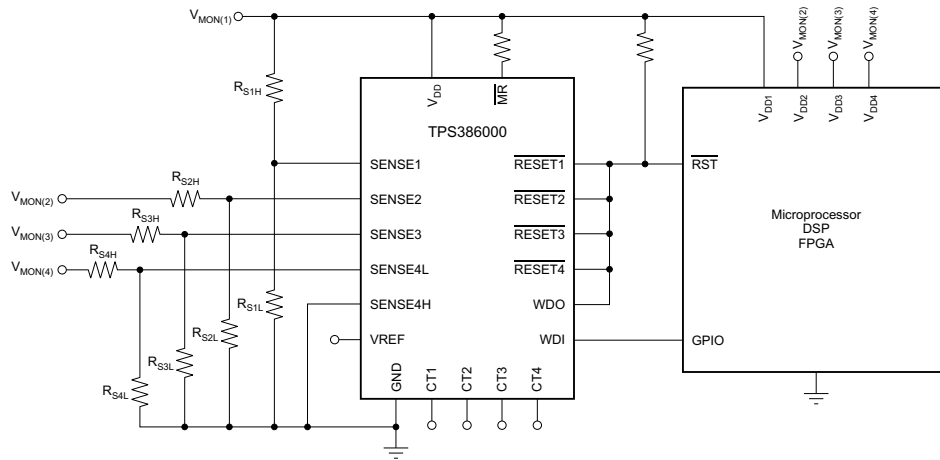 VMON(1)
VMON(2)
VMON(3)
VMON(4)
RS1H
VDD
MR
VDD1
VDD2
VDD3
VDD4
TPS386000
SENSE1
RESET1
RST
RS2H
VMON(2)
SENSE2
RESET2
RS3H
VMON(3)
SENSE3
RESET3
Microprocessor
DSP
FPGA
RS4H
VMON(4)
SENSE4L
RESET4
SENSE4H
WDO
RS1L
RS2L
VREF
WDI
GPIO
RS3L
RS4L
GND
CT1
CT2
CT3
CT4